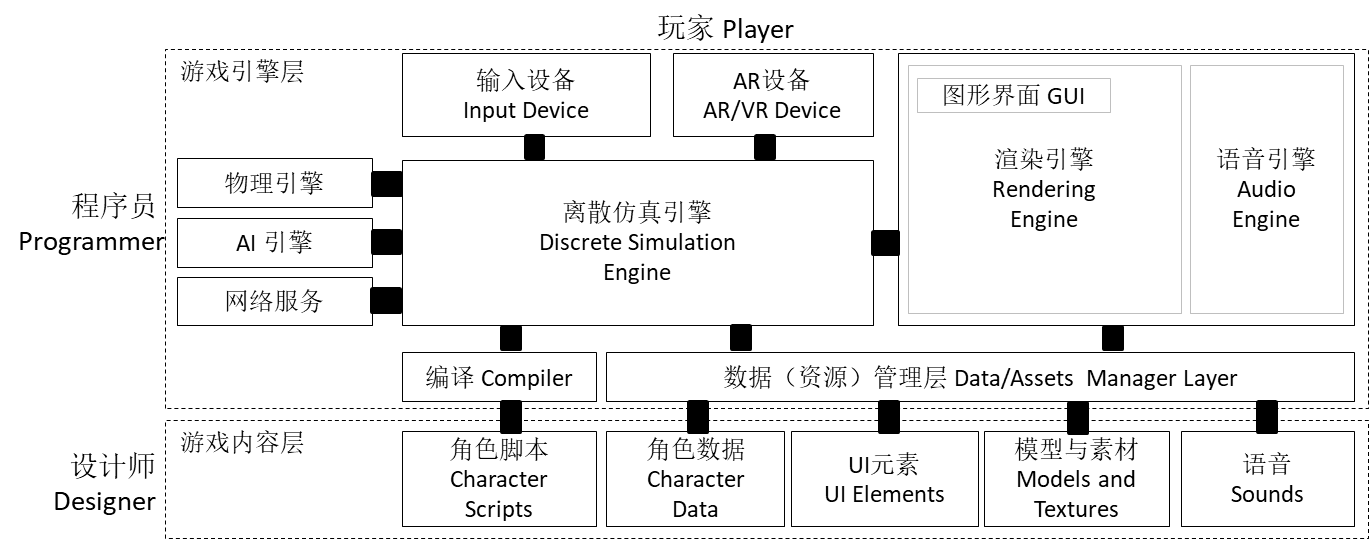 玩家 Player
游戏引擎层
输入设备
Input Device
AR设备
AR/VR Device
图形界面 GUI
渲染引擎
Rendering
Engine
语音引擎
Audio
Engine
程序员
Programmer
物理引擎
AI 引擎
网络服务
离散仿真引擎
Discrete Simulation
Engine
编译 Compiler
数据（资源）管理层 Data/Assets  Manager Layer
设计师
Designer
游戏内容层
角色脚本
Character
Scripts
角色数据
Character
Data
UI元素
UI Elements
模型与素材
Models and
Textures
语音
Sounds